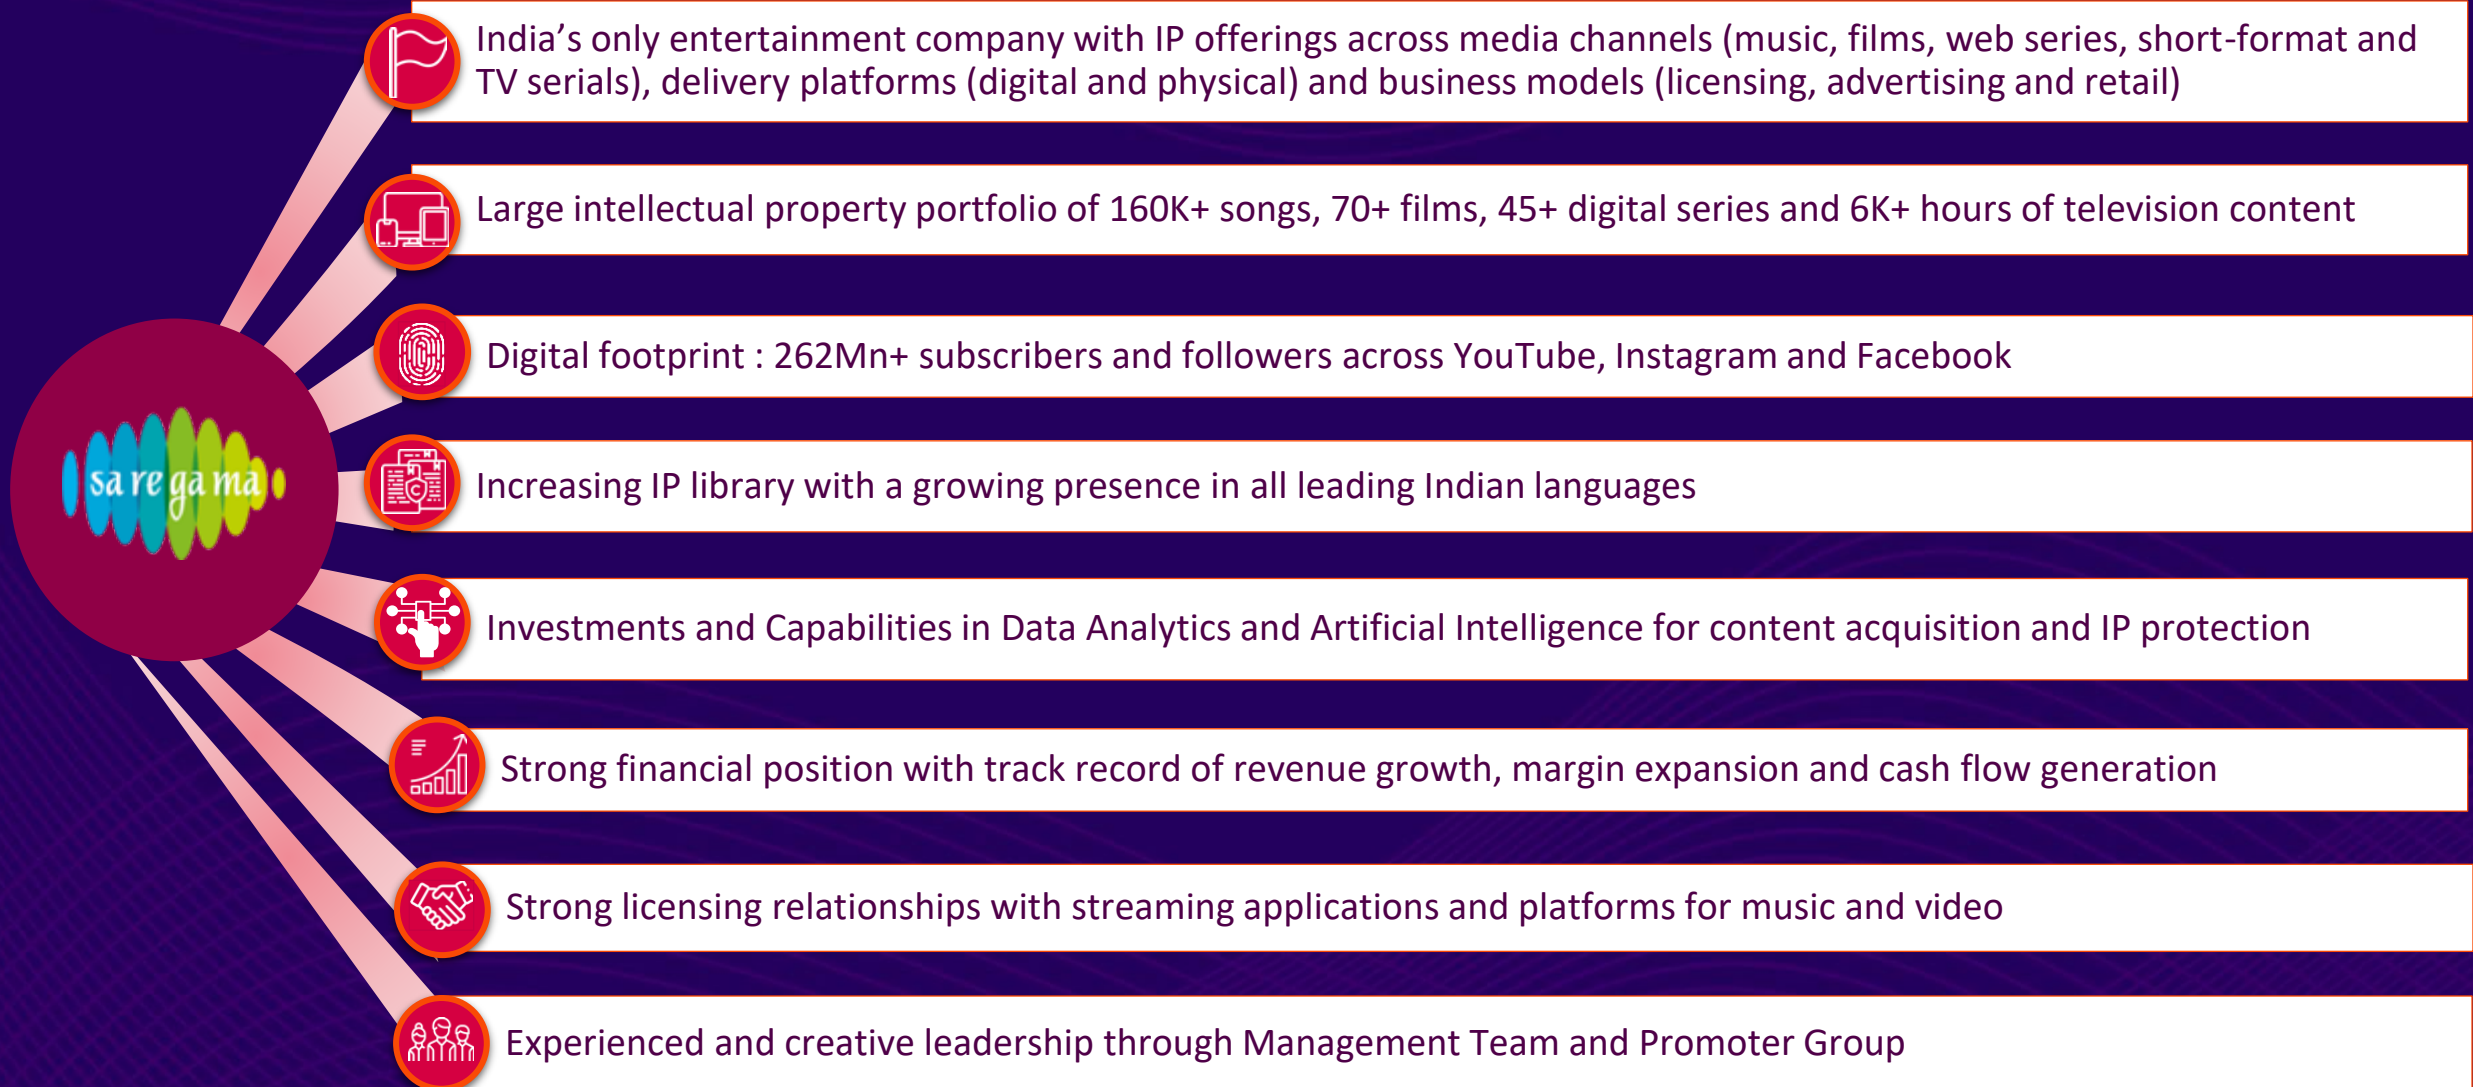 India’s only entertainment company with IP offerings across media channels (music, films, web series, short-format and
TV serials), delivery platforms (digital and physical) and business models (licensing, advertising and retail)
Large intellectual property portfolio of 160K+ songs, 70+ films, 45+ digital series and 6K+ hours of television content
Digital footprint : 262Mn+ subscribers and followers across YouTube, Instagram and Facebook
sa re ga ma
Increasing IP library with a growing presence in all leading Indian languages
Investments and Capabilities in Data Analytics and Artificial Intelligence for content acquisition and IP protection
Strong financial position with track record of revenue growth, margin expansion and cash flow generation
Strong licensing relationships with streaming applications and platforms for music and video
Experienced and creative leadership through Management Team and Promoter Group